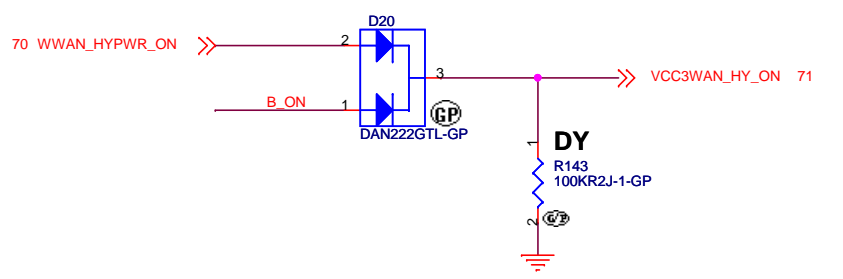 D20
70 WWAN_HYPWR_ON
2
3
VCC3WAN_HY_ON 71
B_ON
1
GP
DAN222GTL-GP
1
DY
R143
100KR2J-1-GP
2
G/P